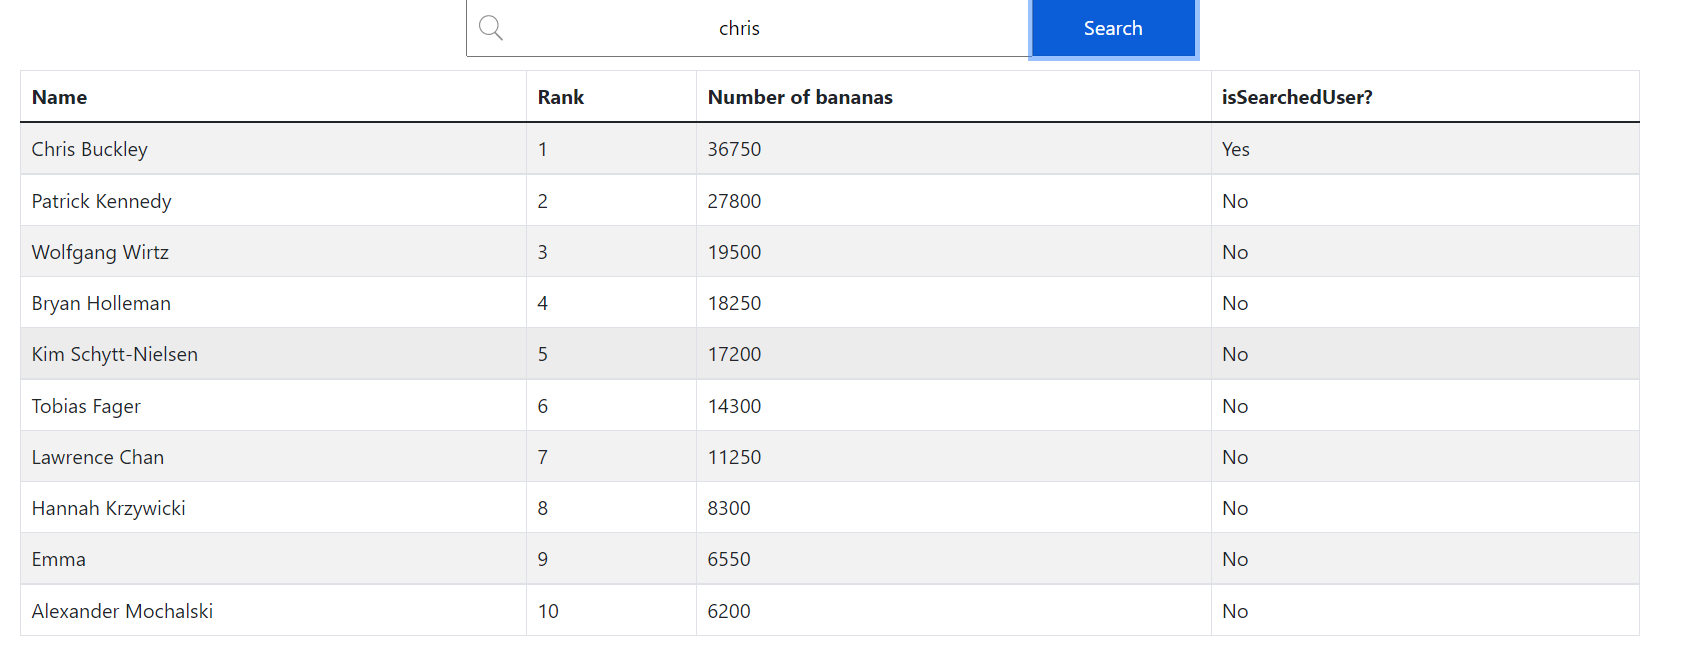 chris Search
Name Rank Number of bananas isSearchedUser?
Chris Buckley 1 36750 Yes
Patrick Kennedy 2 27800 No
Wolfgang Wirtz 3 19500 No
Bryan Holleman 4 18250 No
Kim Schytt-Nielsen 5 17200 No
Tobias Fager 6 14300 No
Lawrence Chan 7 11250 No
Hannah Krzywicki 8 8300 No
Emma 9 6550 No
Alexander Mochalski 10 6200 No